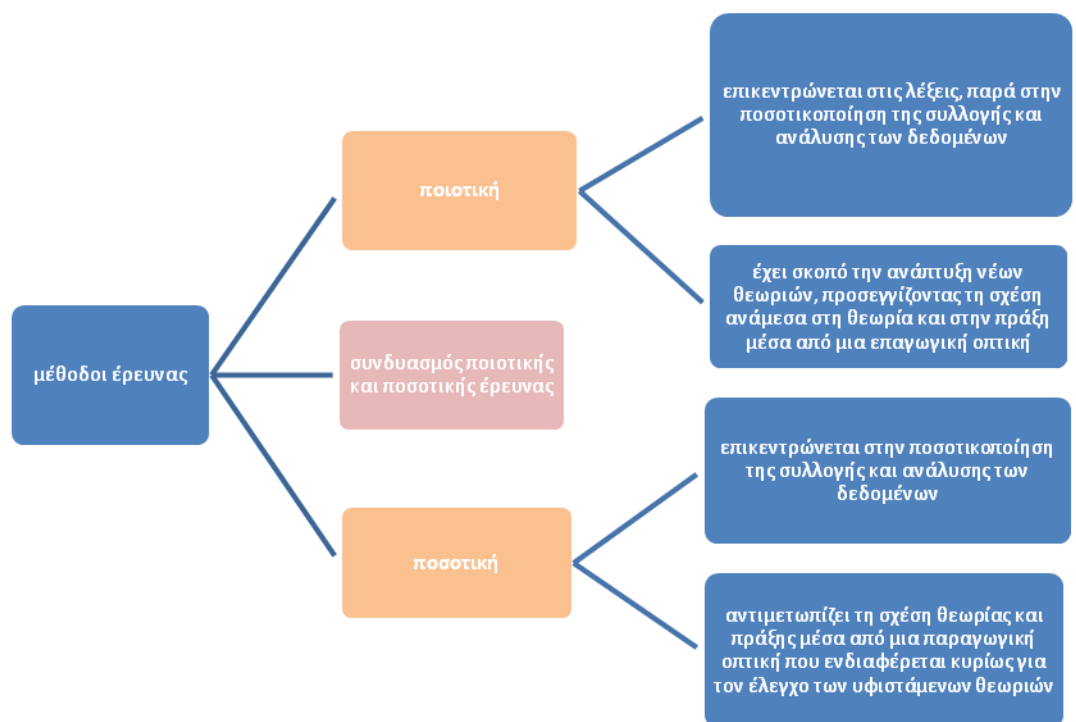 επικεντρώνεται στις λέξεις, παρά στην
ποσοτικοποίηση της συλλογής και
ανάλυσης των δεδομένων
ποιοτική
έχει σκοπό την ανάπτυξη νέων
θεωριών, προσεγγίζοντας τη σχέση
ανάμεσα στη θεωρία και στην πράξη
μέσα από μια επαγωγική οπτική
μέθοδοι έρευνας
συνδυασμός ποιοτικής
και ποσοτικής έρευνας
επικεντρώνεται στην ποσοτικοποίηση
της συλλογής και ανάλυσης των
δεδομένων
ποσοτική
αντιμετωπίζει τη σχέση θεωρίας και
πράξης μέσα από μια παραγωγική
οπτική που ενδιαφέρεται κυρίως για
τον έλεγχο των υφιστάμενων θεωριών